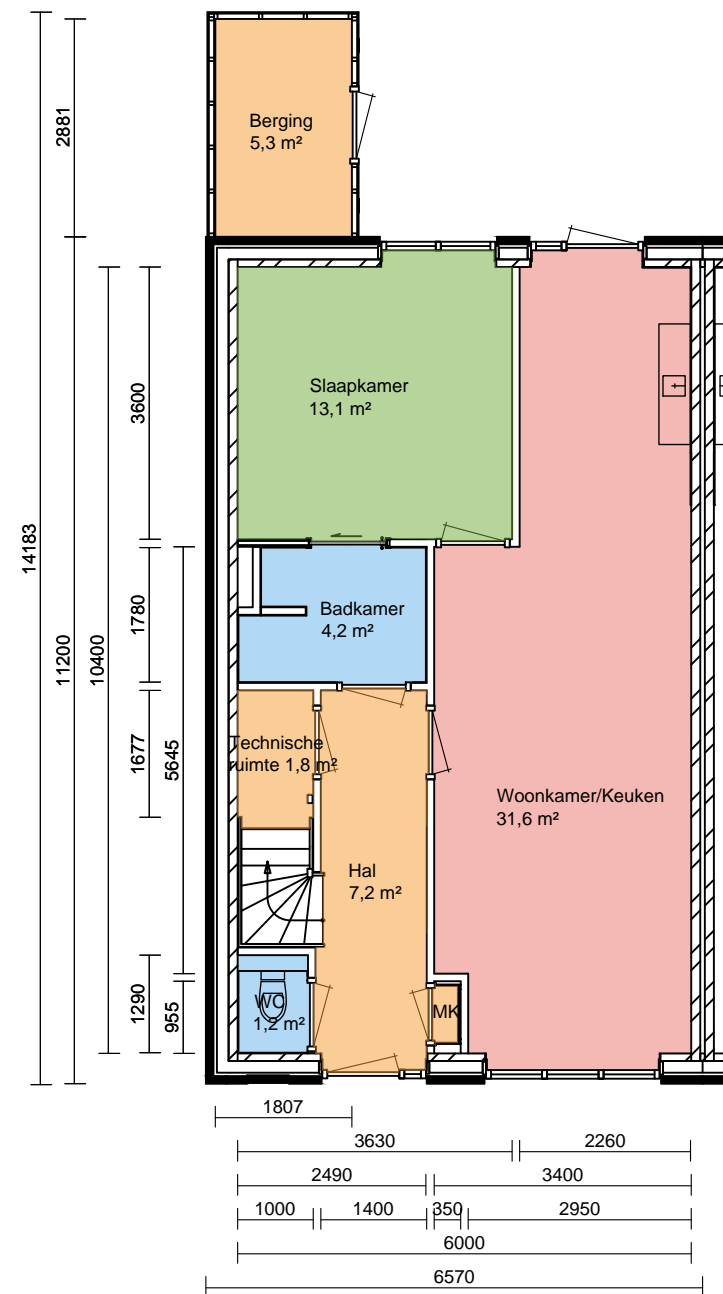 Berging
5,3 m²
2881
Slaapkamer
13,1 m²
3600
14183
11200
10400
Badkamer
4,2 m²
1780
1677
5645
Technische
ruimte 1,8 m²
Woonkamer/Keuken
31,6 m²
Hal
7,2 m²
WC
1,2 m²
MK
1290
955
1807
3630
2260
2490
3400
1000
1400
350
2950
6000
6570